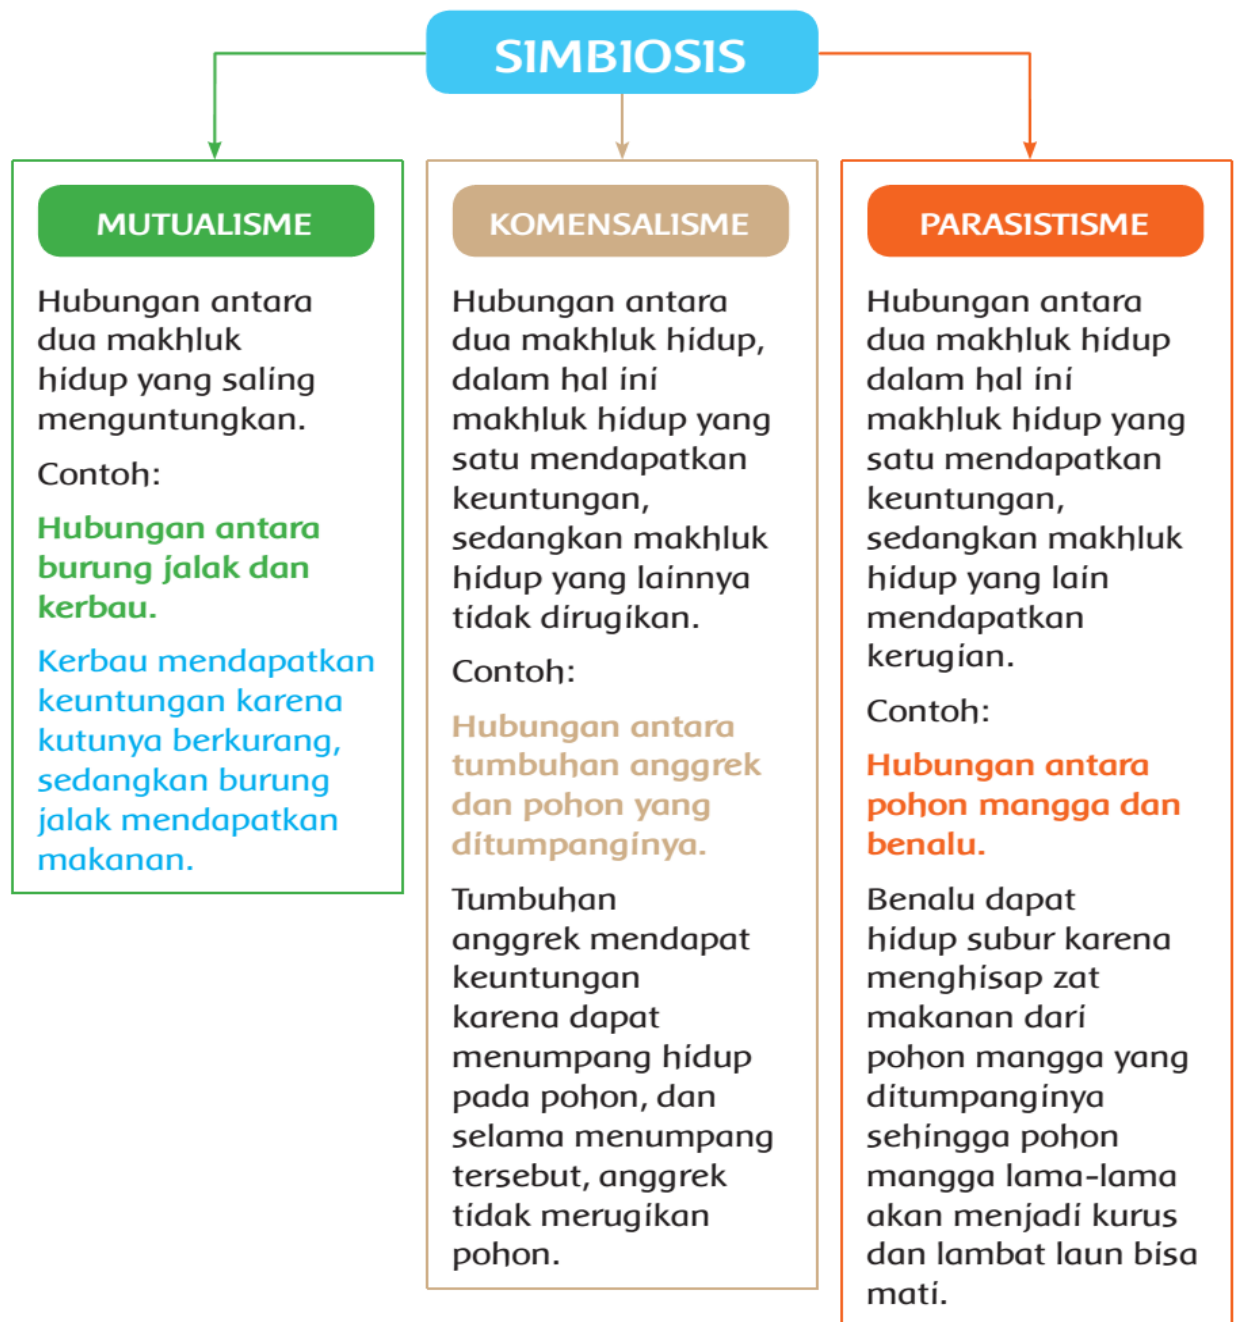 SIMBIOSIS
MUTUALISME
Hubungan antara
dua makhluk
hidup yang saling
menguntungkan.
Contoh:
Hubungan antara
burung jalak dan
kerbau.
Kerbau mendapatkan
keuntungan karena
kutunya berkurang,
sedangkan burung
jalak mendapatkan
makanan.
KOMENSALISME
Hubungan antara
dua makhluk hidup,
dalam hal ini
makhluk hidup yang
satu mendapatkan
keuntungan,
sedangkan makhluk
hidup yang lainnya
tidak dirugikan.
Contoh:
Hubungan antara
tumbuhan anggrek
dan pohon yang
ditumpanginya.
Tumbuhan
anggrek mendapat
keuntungan
karena dapat
menumpang hidup
pada pohon, dan
selama menumpang
tersebut, anggrek
tidak merugikan
pohon.
PARASISTISME
Hubungan antara
dua makhluk hidup
dalam hal ini
makhluk hidup yang
satu mendapatkan
keuntungan,
sedangkan makhluk
hidup yang lain
mendapatkan
kerugian.
Contoh:
Hubungan antara
pohon mangga dan
benalu.
Benalu dapat
hidup subur karena
menghisap zat
makanan dari
pohon mangga yang
ditumpanginya
sehingga pohon
mangga lama-lama
akan menjadi kurus
dan lambat laun bisa
mati.